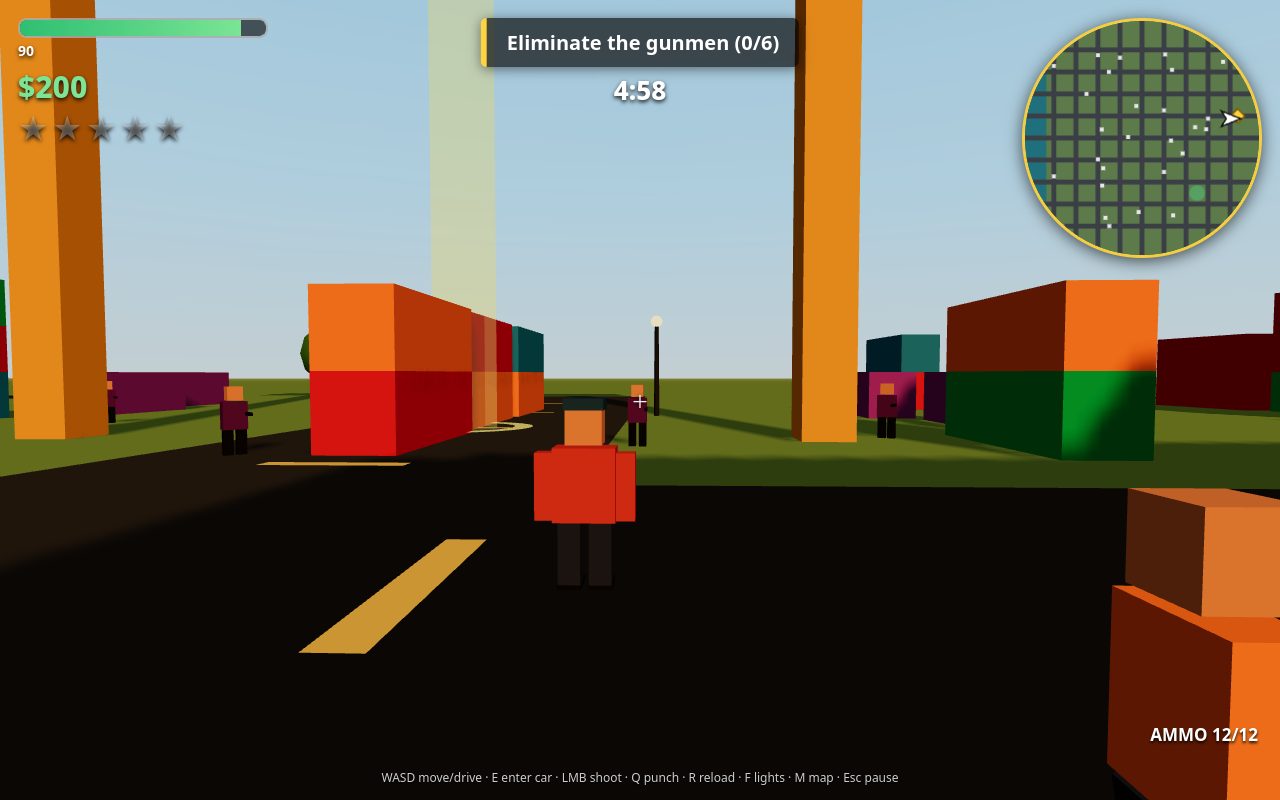 90
$200
Eliminate the gunmen (0/6)
4:58
AMMO 12/12
WASD move/drive · E enter car · LMB shoot · Q punch · R reload · F lights · M map · Esc pause